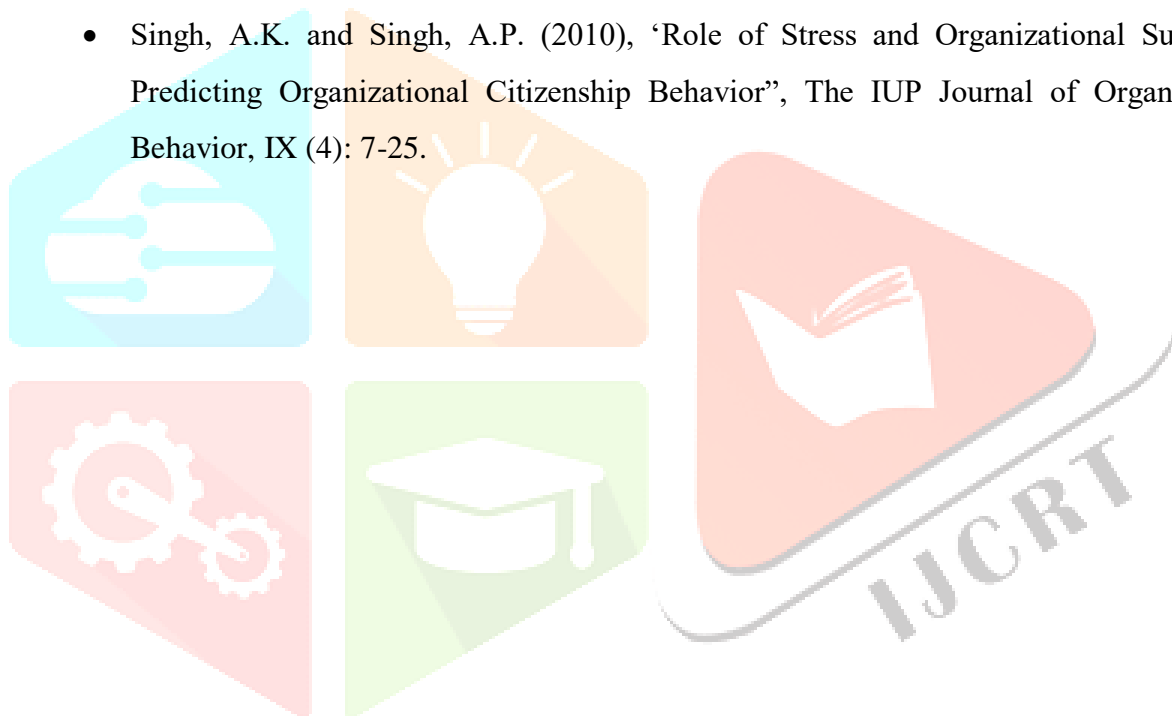 • Singh, A.K. and Singh, A.P. (2010), ‘Role of Stress and Organizational Su
Predicting Organizational Citizenship Behavior”, The IUP Journal of Organ
Behavior, IX (4): 7-25.
IJCRT